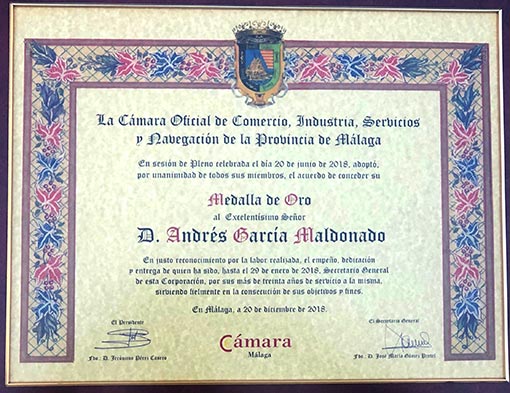 La Cámara Oficial de Comercio, Industria, Servicios
y Navegación de la Provincia de Málaga
En sesión de Pleno celebrada el día 20 de junio de 2018, adoptó,
por unanimidad de todos sus miembros, el acuerdo de conceder su
Medalla de Oro
al Excelentísimo Señor
D. Andrés García Maldonado
En justo reconocimiento por la labor realizada, el empeño, dedicación
y entrega de quien ha sido, hasta el 29 de enero de 2018, Secretario General
de esta Corporación, por sus más de treinta años de servicio a la misma,
sirviendo fielmente en la consecución de sus objetivos y fines.
En Málaga, a 20 de diciembre de 2018.
El Presidente
El Secretario General
Cámara
Málaga
Fdo. D. Jerónimo Pérez Casero
Fdo. D. José María Gómez Pretel